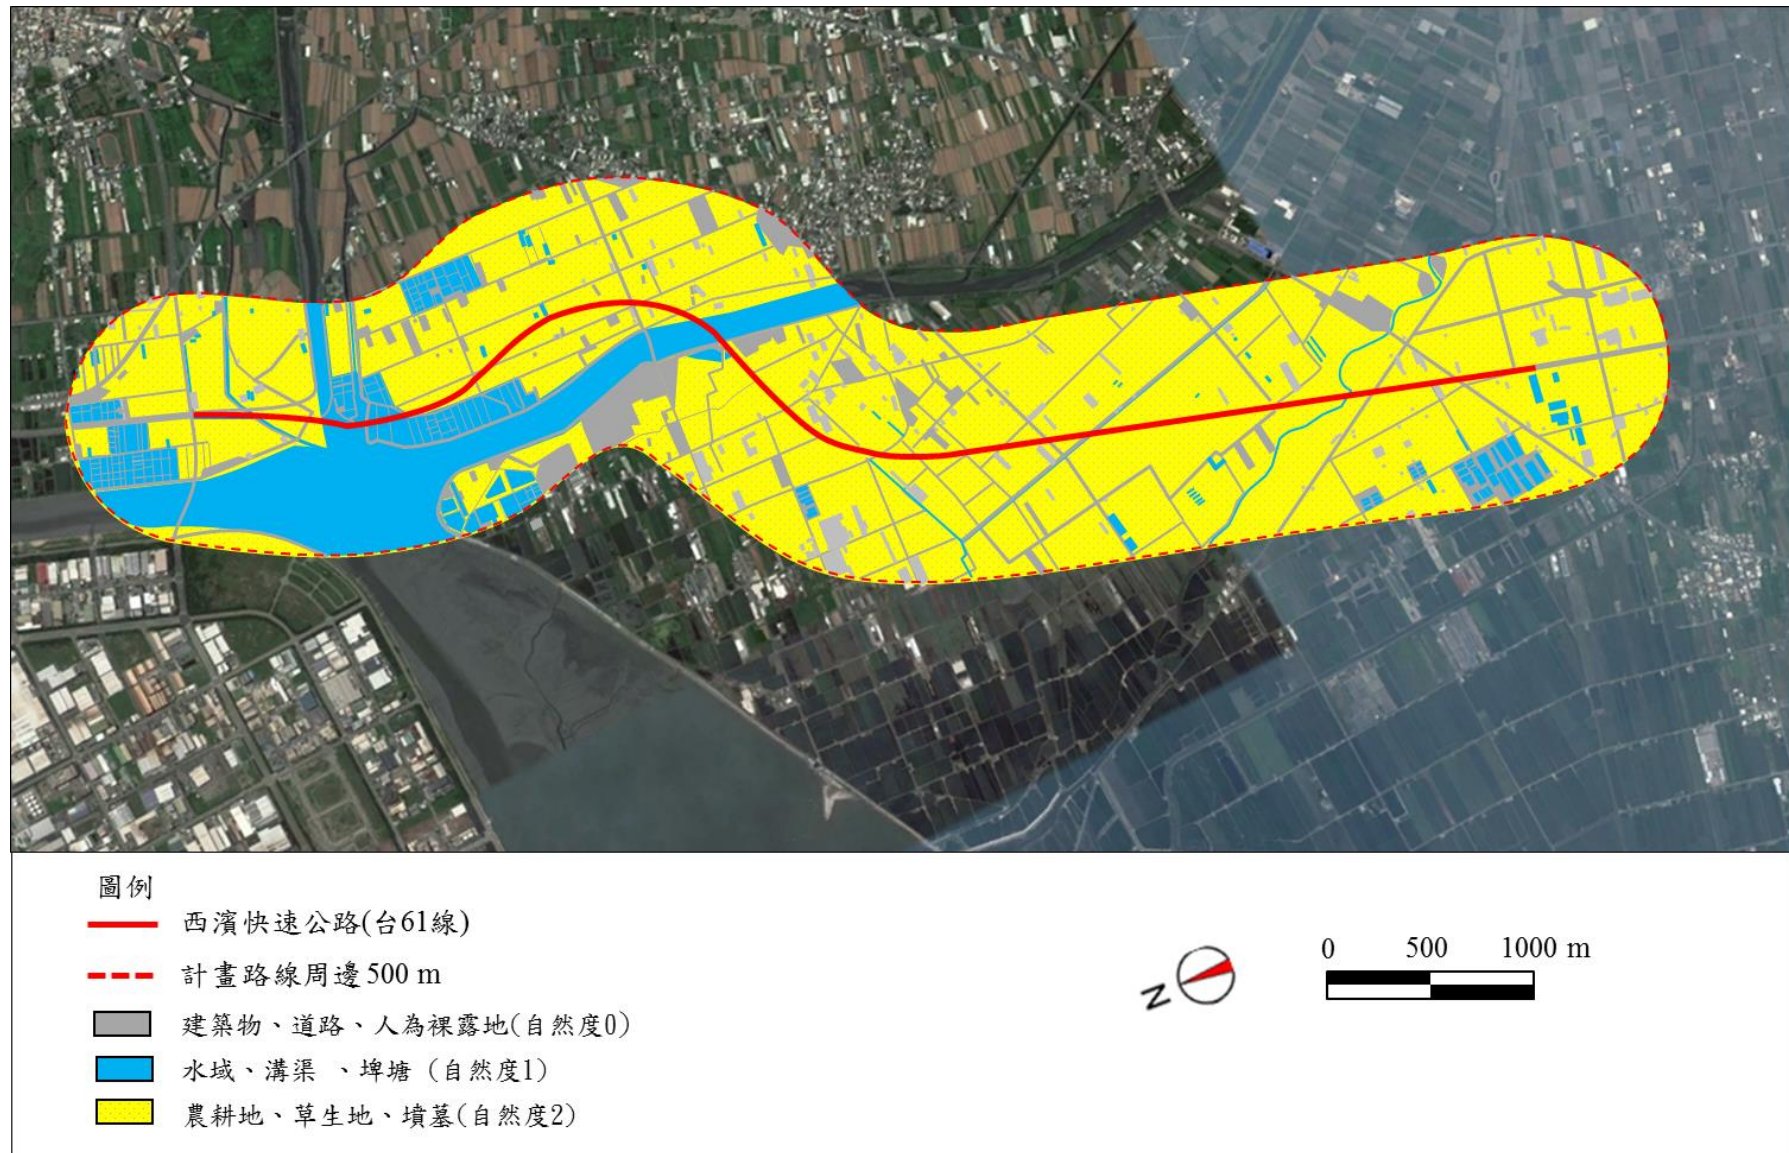 圖例
西濱快速公路(台61線)
計畫路線周邊500 m
建築物、道路、人為裸露地(自然度0)
水域、溝渠、埤塘(自然度1)
農耕地、草生地、墳墓(自然度2)
N
0 500 1000 m